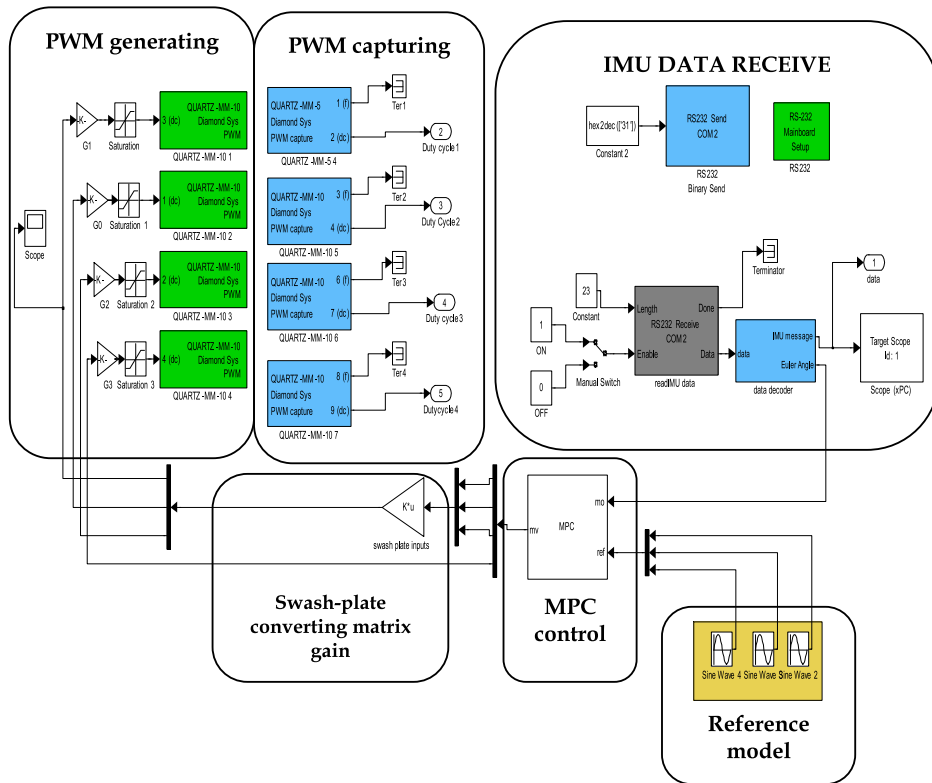 PWM generating
-K-
G1
Saturation
3 (dc)
QUARTZ -MM-10
Diamond Sys
PWM
QUARTZ -MM-10 1
-K-
G0
Saturation 1
1 (dc)
QUARTZ -MM-10
Diamond Sys
PWM
QUARTZ -MM-10 2
Scope
-K-
G2
Saturation 2
2 (dc)
QUARTZ -MM-10
Diamond Sys
PWM
QUARTZ -MM-10 3
-K-
G3
Saturation 3
4 (dc)
QUARTZ -MM-10
Diamond Sys
PWM
QUARTZ -MM-10 4
PWM capturing
QUARTZ -MM-5
Diamond Sys
PWM capture
1 (f)
2 (dc)
QUARTZ -MM-5 4
Ter1
2
Duty cycle1
QUARTZ -MM-10
Diamond Sys
PWM capture
3 (f)
4 (dc)
QUARTZ -MM-10 5
Ter2
3
Duty Cycle2
QUARTZ -MM-10
Diamond Sys
PWM capture
6 (f)
7 (dc)
QUARTZ -MM-10 6
Ter3
4
Duty cycle3
QUARTZ -MM-10
Diamond Sys
PWM capture
8 (f)
9 (dc)
QUARTZ -MM-10 7
Ter4
5
Dutycycle4
IMU DATA RECEIVE
hex2dec (['31'])
Constant 2
RS232 Send
COM2
RS232
Binary Send
RS-232
Mainboard
Setup
RS232
Terminator
1
data
23
Constant
1
ON
0
OFF
Manual Switch
Length
Enable
RS232 Receive
COM2
Done
Data
readIMU data
data
IMU message
Euler Angle
data decoder
Target Scope
Id: 1
Scope (xPC)
K*u
swash plate inputs
Swash-plate
converting matrix
gain
MPC
mo
mv
ref
MPC
control
Sine Wave 4
Sine Wave 3
Sine Wave 2
Reference
model